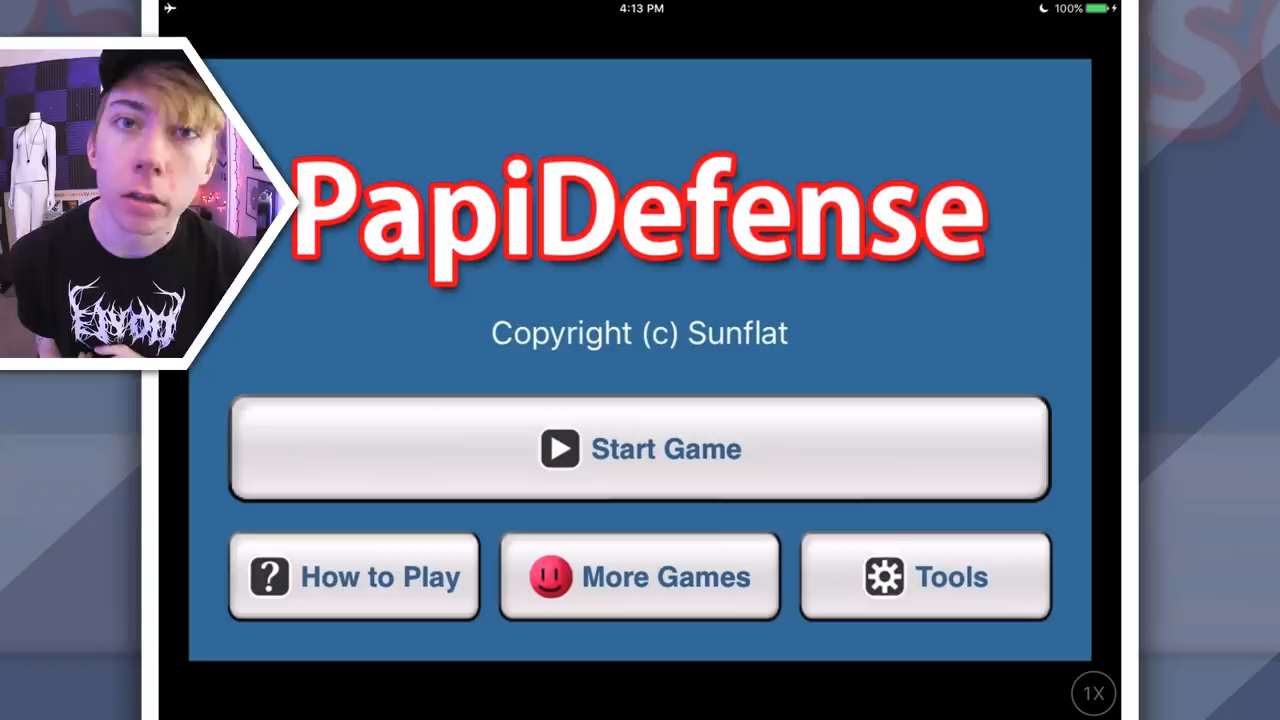 4:13 PM
100%
PapiDefense
Copyright (c) Sunflat
Start Game
How to Play
More Games
Tools
1X